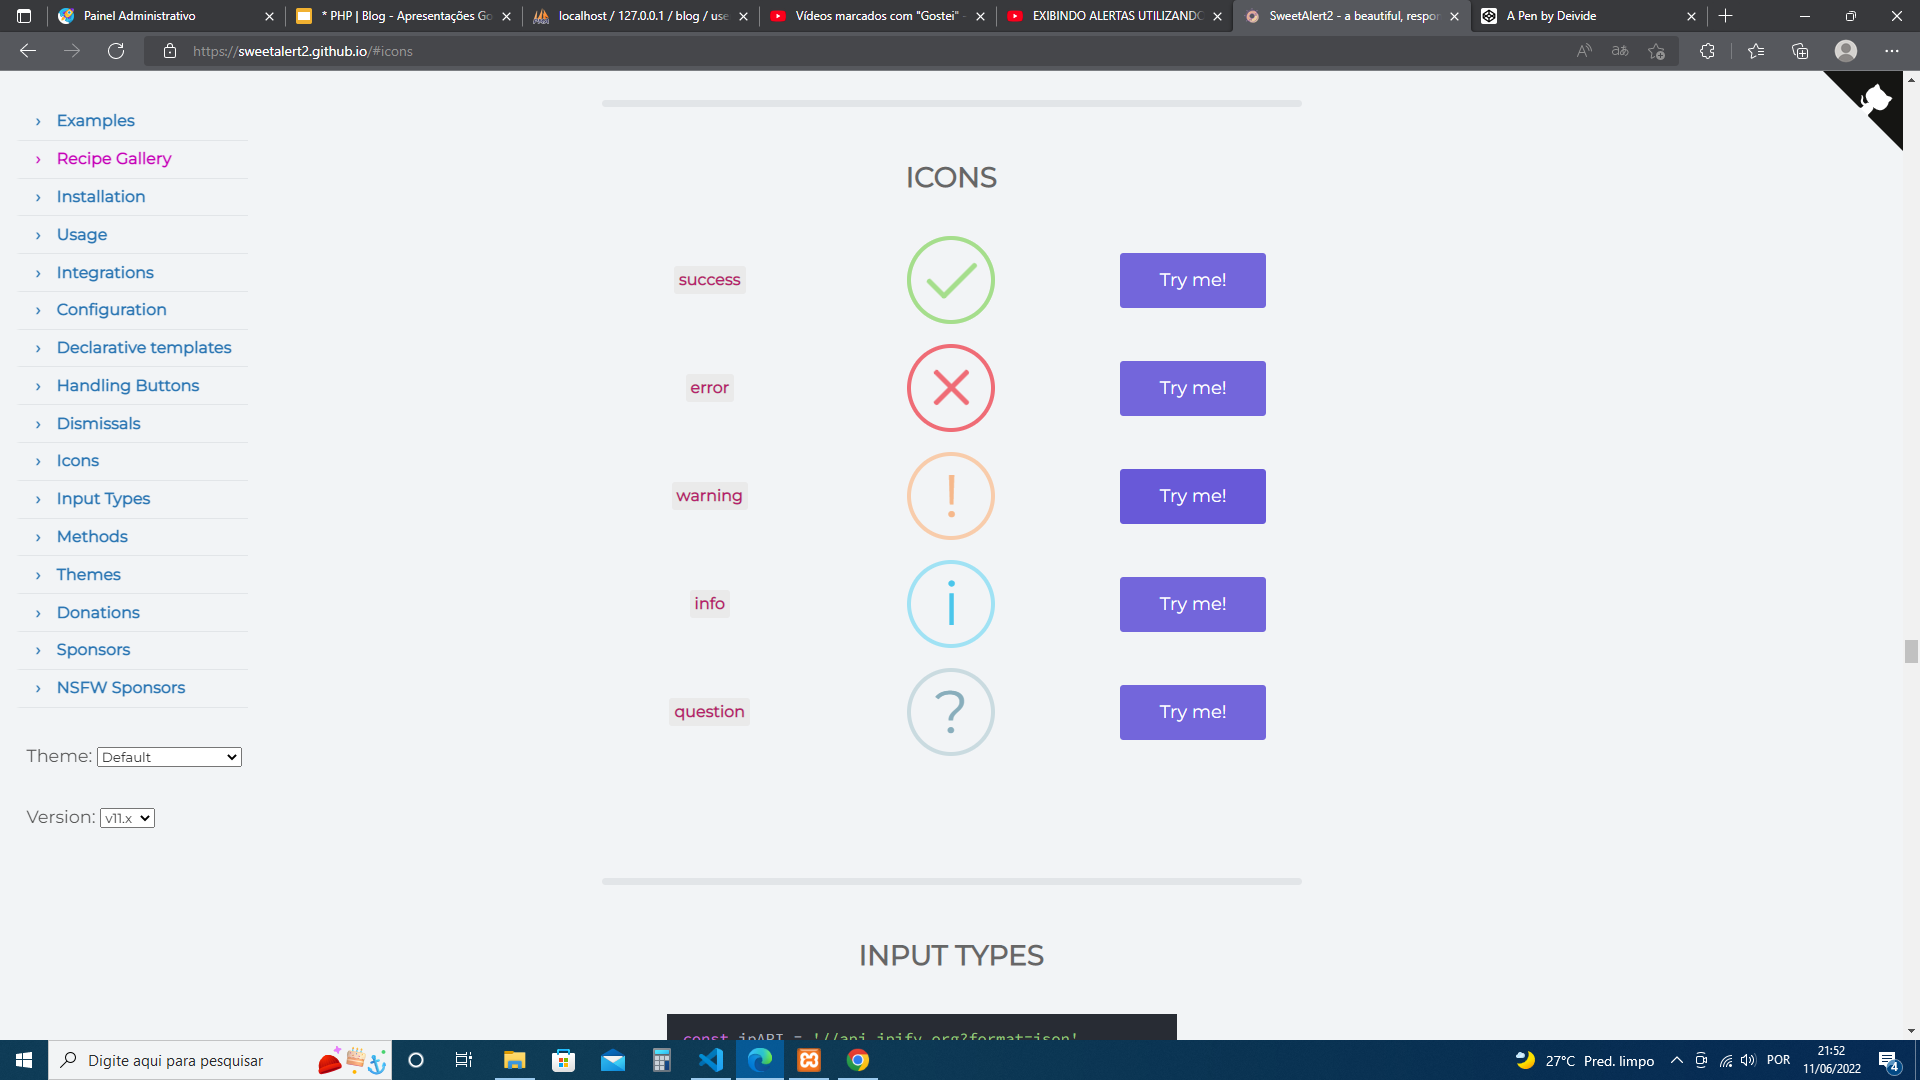 Painel Administrativo
* PHP | Blog - Apresentações Go
localhost / 127.0.0.1 / blog / use
Vídeos marcados com "Gostei" -
EXIBINDO ALERTAS UTILIZANDO
SweetAlert2 - a beautiful, respon
A Pen by Deivide
https://sweetalert2.github.io/#icons
› Examples
› Recipe Gallery
› Installation
› Usage
› Integrations
› Configuration
› Declarative templates
› Handling Buttons
› Dismissals
› Icons
› Input Types
› Methods
› Themes
› Donations
› Sponsors
› NSFW Sponsors
Theme: Default
Version: v11.x
ICONS
success Try me!
error Try me!
warning ! Try me!
info i Try me!
question ? Try me!
INPUT TYPES
const ipAPI = '//api.ipify.org?format=json'
Digite aqui para pesquisar
27°C Pred. limpo
POR
21:52
11/06/2022
4